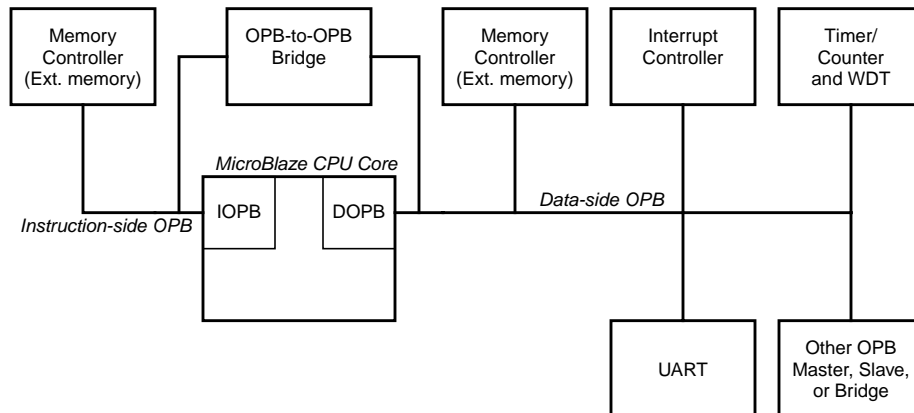 Memory
Controller
(Ext. memory)
OPB-to-OPB
Bridge
Memory
Controller
(Ext. memory)
Interrupt
Controller
Timer/
Counter
and WDT
MicroBlaze CPU Core
IOPB
DOPB
Instruction-side OPB
Data-side OPB
UART
Other OPB
Master, Slave,
or Bridge